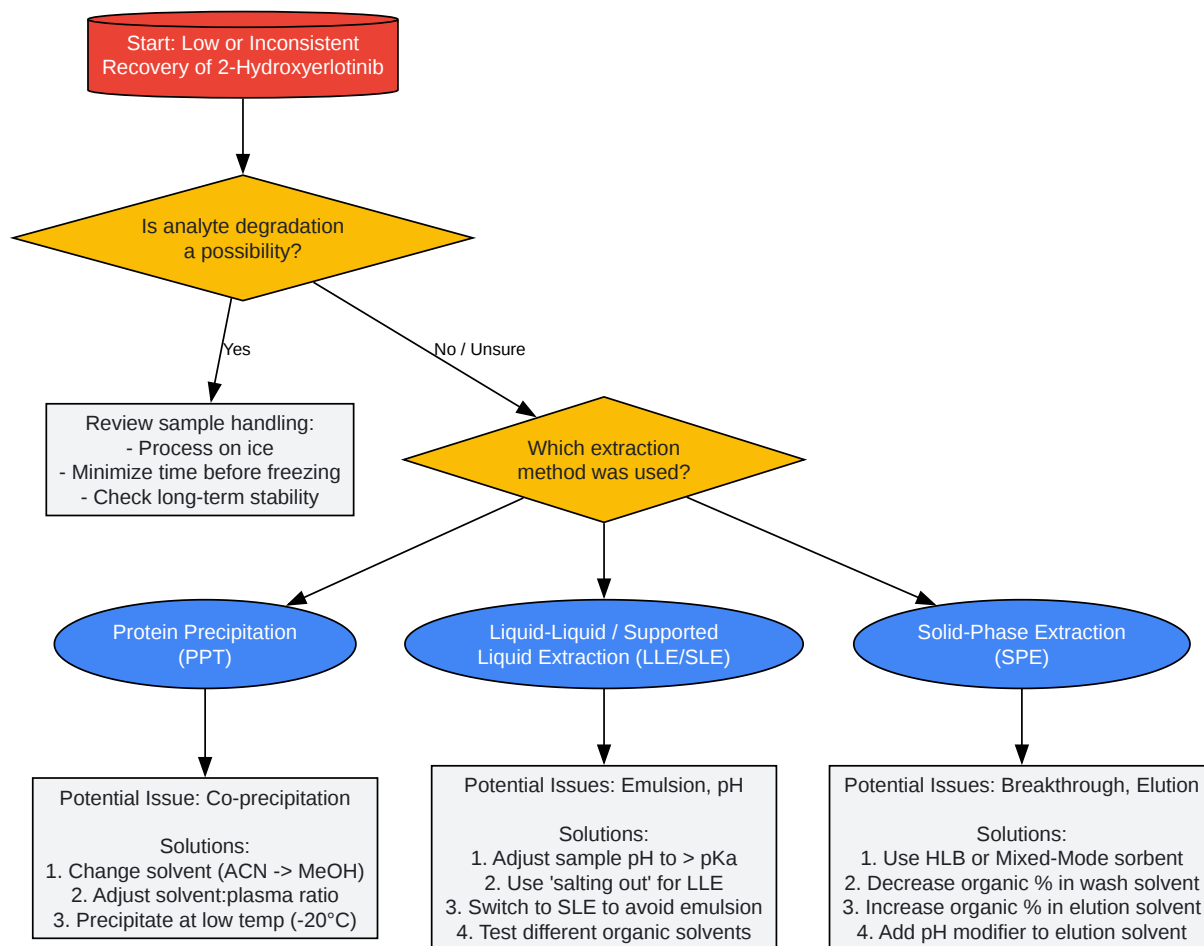 Start: Low or Inconsistent
Recovery of 2-Hydroxyerlotinib
Is analyte degradation
a possibility?
Yes
No / Unsure
Review sample handling:
- Process on ice
- Minimize time before freezing
- Check long-term stability
Which extraction
method was used?
Protein Precipitation
(PPT)
Liquid-Liquid / Supported
Liquid Extraction (LLE/SLE)
Solid-Phase Extraction
(SPE)
Potential Issue: Co-precipitation
Solutions:
1. Change solvent (ACN -> MeOH)
2. Adjust solvent:plasma ratio
3. Precipitate at low temp (-20°C)
Potential Issues: Emulsion, pH
Solutions:
1. Adjust sample pH to > pKa
2. Use 'salting out' for LLE
3. Switch to SLE to avoid emulsion
4. Test different organic solvents
Potential Issues: Breakthrough, Elution
Solutions:
1. Use HLB or Mixed-Mode sorbent
2. Decrease organic % in wash solvent
3. Increase organic % in elution solvent
4. Add pH modifier to elution solvent